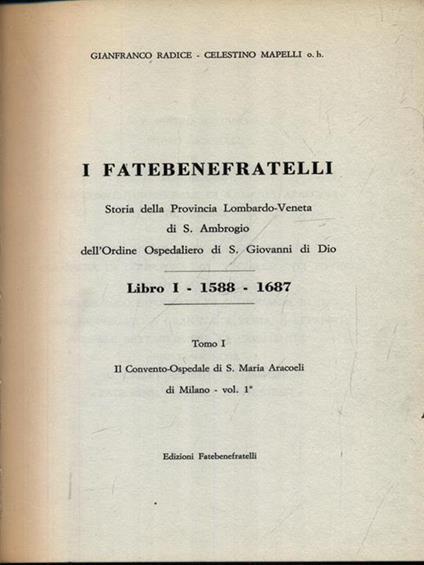 GIANFRANCO RADICE - CELESTINO MAPELLI o. h.
I FATEBENEFRATELLI
Storia della Provincia Lombardo-Veneta
di S. Ambrogio
dell'Ordine Ospedaliero di S. Giovanni di Dio
Libro I - 1588 - 1687
Tomo I
Il Convento-Ospedale di S. Maria Aracoeli
di Milano - vol. 1°
Edizioni Fatebenefratelli